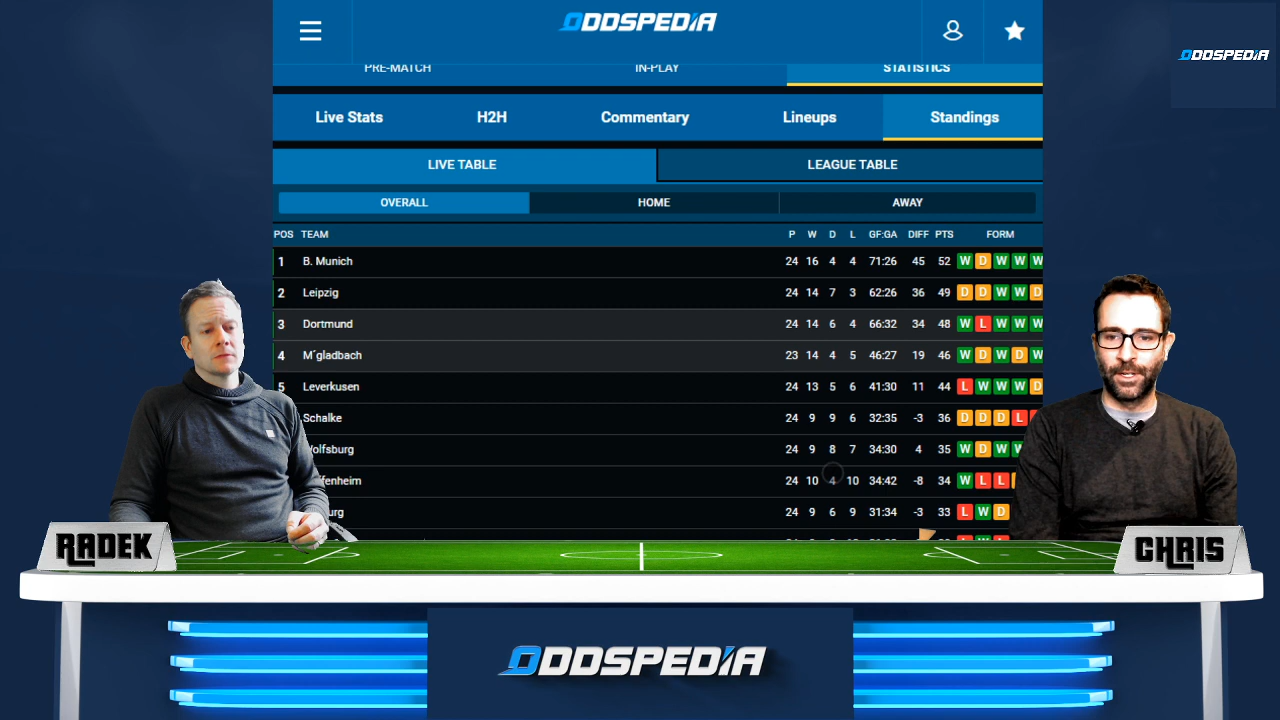 ODDSPEDIA
ODDSPEDIA
PRE-MATCH IN-PLAY STATISTICS
Live Stats H2H Commentary Lineups Standings
LIVE TABLE LEAGUE TABLE
OVERALL HOME AWAY
POS TEAM P W D L GF:GA DIFF PTS FORM
1 B. Munich 24 16 4 4 71:26 45 52 W D W W W
2 Leipzig 24 14 7 3 62:26 36 49 D D W W D
3 Dortmund 24 14 6 4 66:32 34 48 W L W W W
4 M´gladbach 23 14 4 5 46:27 19 46 W D W D W
5 Leverkusen 24 13 5 6 41:30 11 44 L W W W D
Schalke 24 9 9 6 32:35 -3 36 D D D L
olfsburg 24 9 8 7 34:30 4 35 W D W W
fenheim 24 10 4 10 34:42 -8 34 W L L
urg 24 9 6 9 31:34 -3 33 L W D
RADEK
CHRIS
ODDSPEDIA